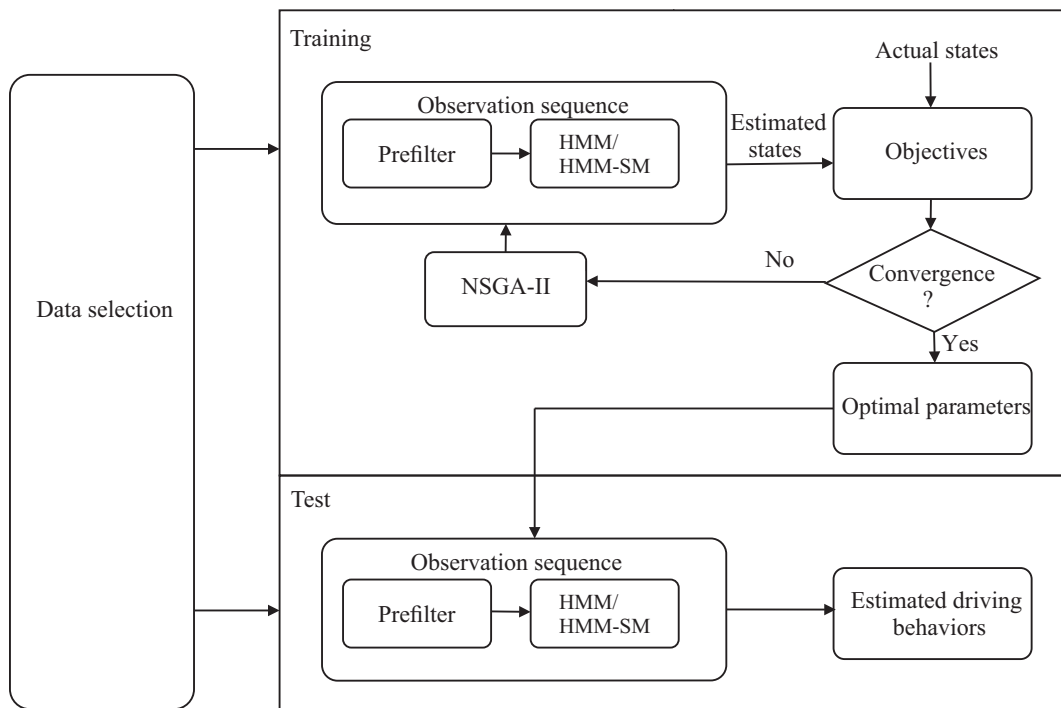 Training
Actual states
Observation sequence
Prefilter
HMM/
HMM-SM
Estimated
states
Objectives
NSGA-II
No
Convergence
?
Yes
Data selection
Optimal parameters
Test
Observation sequence
Prefilter
HMM/
HMM-SM
Estimated driving
behaviors